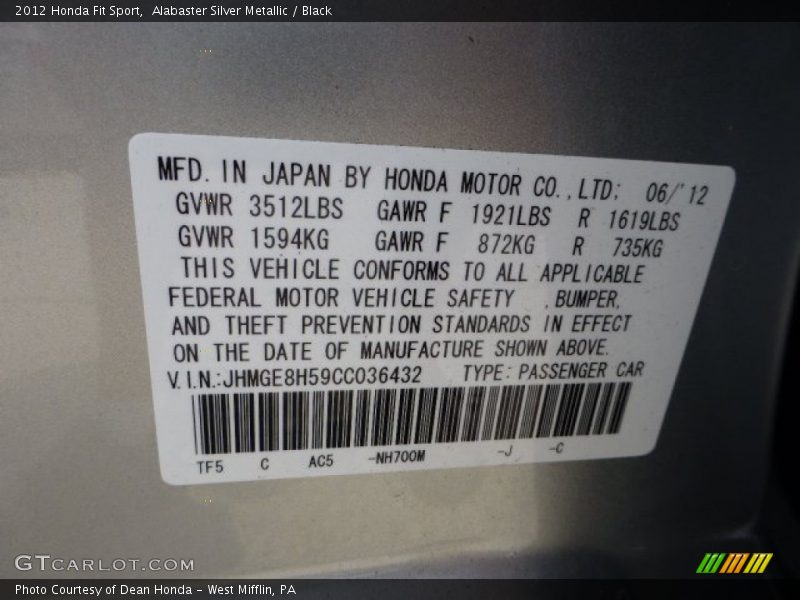 2012 Honda Fit Sport,  Alabaster Silver Metallic / Black
MFD. IN JAPAN BY HONDA MOTOR CO.,LTD; 06/'12
GVWR 3512LBS GAWR F 1921LBS R 1619LBS
GVWR 1594KG GAWR F 872KG R 735KG
THIS VEHICLE CONFORMS TO ALL APPLICABLE
FEDERAL MOTOR VEHICLE SAFETY , BUMPER,
AND THEFT PREVENTION STANDARDS IN EFFECT
ON THE DATE OF MANUFACTURE SHOWN ABOVE.
V.I.N.:JHMGE8H59CC036432 TYPE: PASSENGER CAR
TF5 C AC5 -NH700M -J -C
GTCARLOT.COM
Photo Courtesy of Dean Honda - West Mifflin, PA